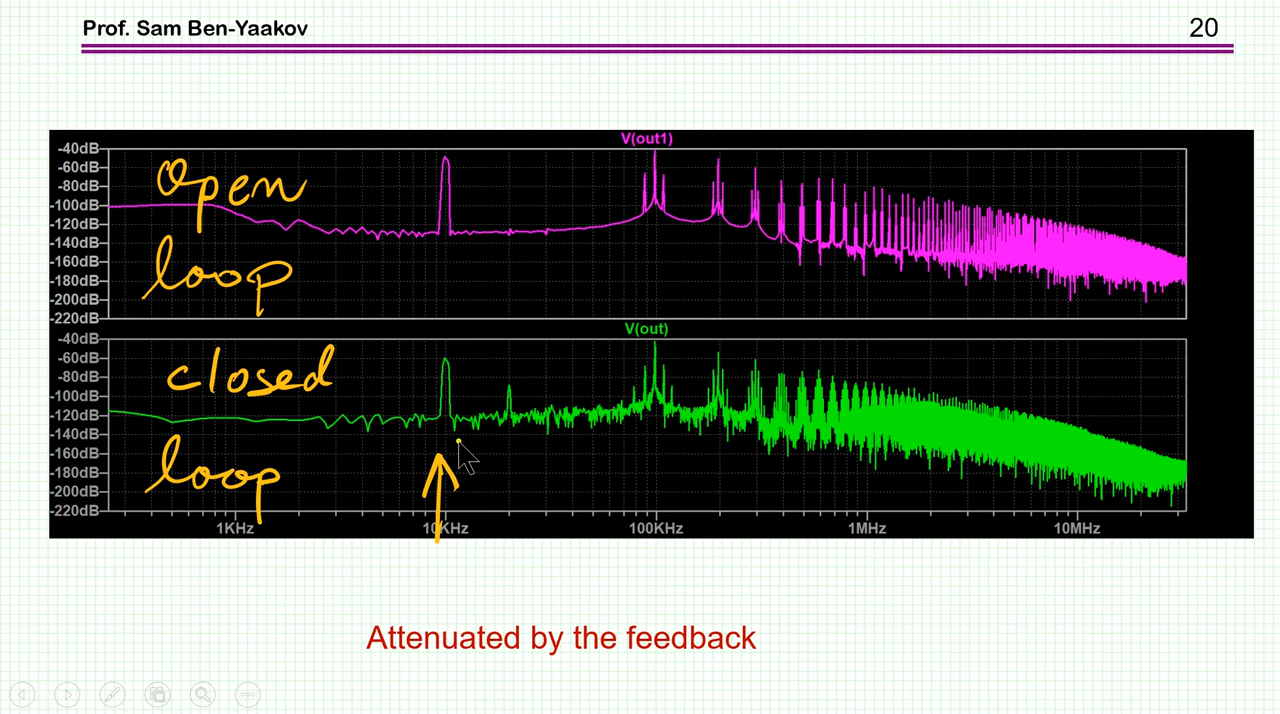 Prof. Sam Ben-Yaakov
20
V(out1)
-40dB
-60dB
-80dB
-100dB
-120dB
-140dB
-160dB
-180dB
-200dB
-220dB
Open
loop
V(out)
-40dB
-60dB
-80dB
-100dB
-120dB
-140dB
-160dB
-180dB
-200dB
-220dB
closed
loop
1KHz 10KHz 100KHz 1MHz 10MHz
Attenuated by the feedback